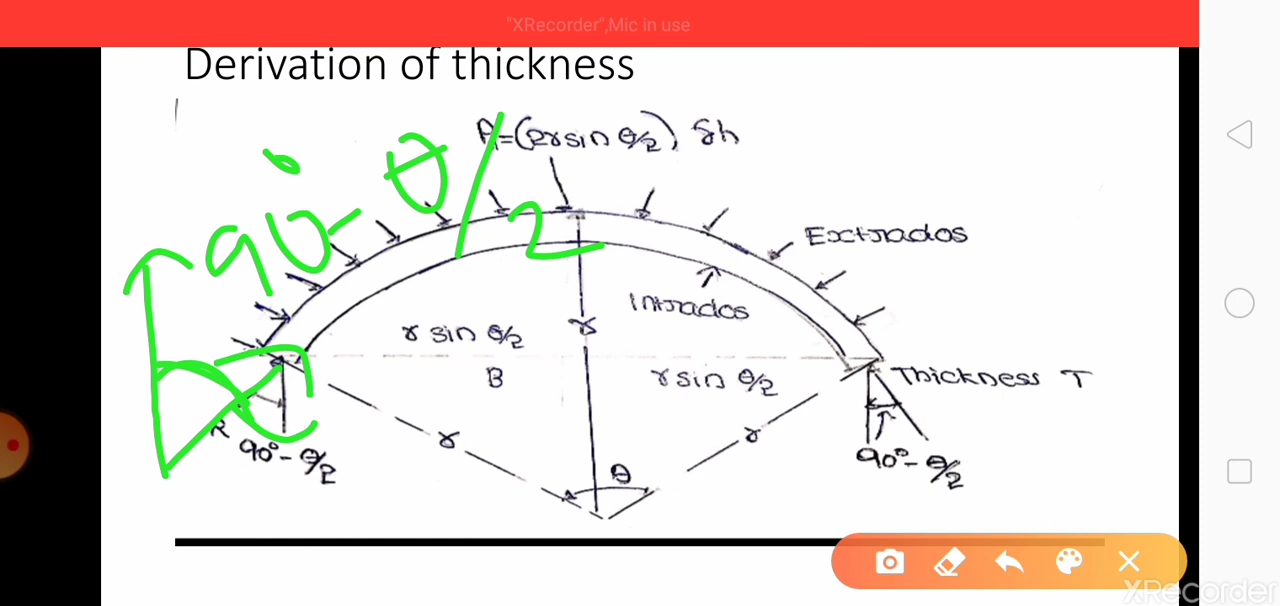 "XRecorder",Mic in use
Derivation of thickness
A=(2r sin θ/2) γh
90°-θ/2
Extrados
Intrados
r sin θ/2
r
B
r sin θ/2
Thickness T
R
90°-θ/2
r
θ
r
90°-θ/2
XRecorder